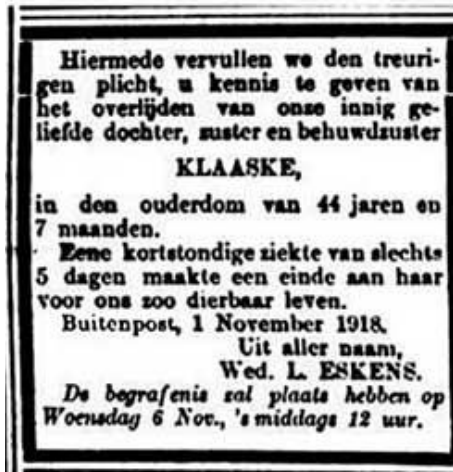 Hiermede vervullen we den treuri-
gen plicht, u kennis te geven van
het overlijden van onze innig ge-
liefde dochter, zuster en behuwdzuster
KLAASKE,
in den ouderdom van 44 jaren en
7 maanden.
Eene kortstondige ziekte van slechts
5 dagen maakte een einde aan haar
voor ons zoo dierbaar leven.
Buitenpost, 1 November 1918.
Uit aller naam,
Wed. L. ESKENS.
De begrafenis zal plaats hebben op
Woensdag 6 Nov., 's middags 12 uur.